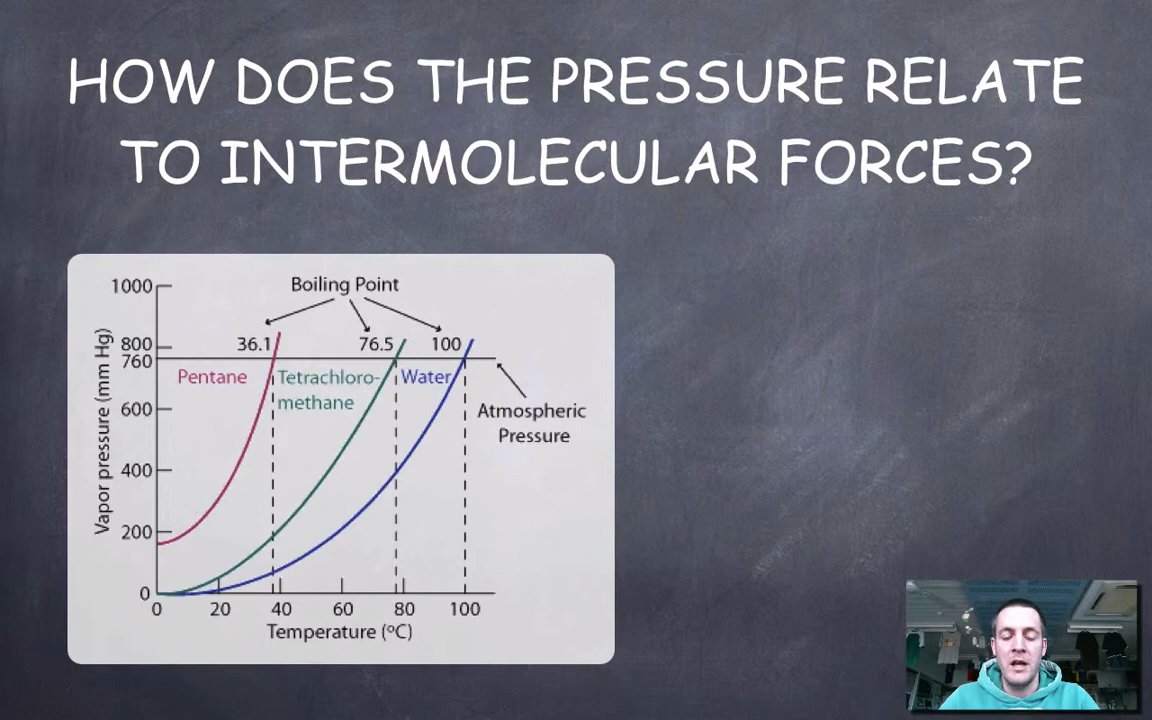 HOW DOES THE PRESSURE RELATE
TO INTERMOLECULAR FORCES?
Boiling Point
1000
800
760
600
400
200
0
Vapor pressure (mm Hg)
36.1
76.5
100
Pentane
Tetrachloro-
methane
Water
Atmospheric
Pressure
0 20 40 60 80 100
Temperature (ºC)